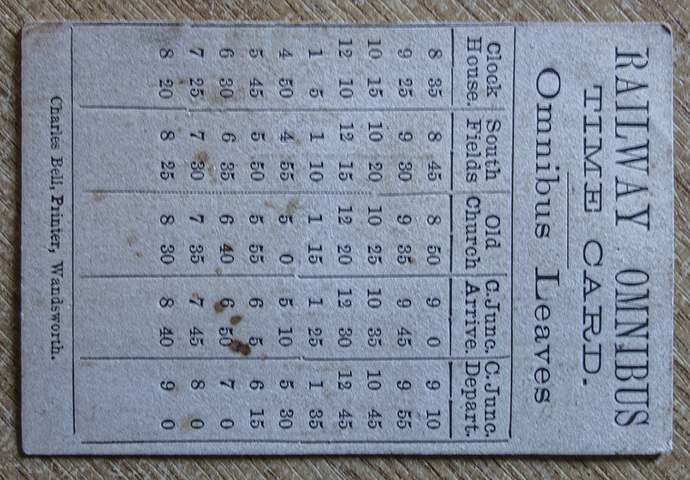 RAILWAY OMNIBUS
TIME CARD.
Omnibus Leaves
Clock House. South Fields Old Church C.Junc. Arrive. C.Junc. Depart.
8 35 8 45 8 50 9 0 9 10
9 25 9 30 9 35 9 45 9 55
10 15 10 20 10 25 10 35 10 45
12 10 12 15 12 20 12 30 12 45
1 5 1 10 1 15 1 25 1 35
4 50 4 55 5 0 5 10 5 30
5 45 5 50 5 55 6 5 6 15
6 30 6 35 6 40 6 50 7 0
7 25 7 30 7 35 7 45 8 0
8 20 8 25 8 30 8 40 9 0
Charles Bell, Printer, Wandsworth.